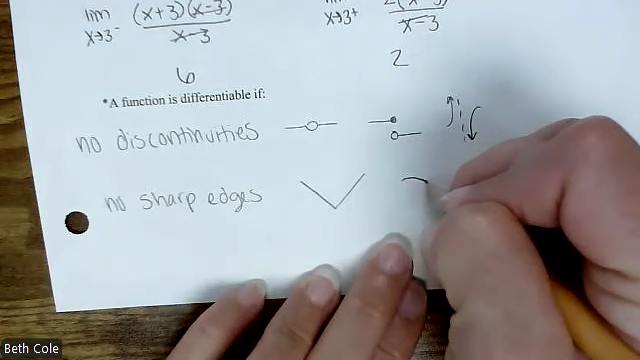 lim x→3⁻ (x+3)(x-3) / x-3
lim x→3⁺ 2(x-3) / x-3
6
2
*A function is differentiable if:
no discontinuities
no sharp edges
Beth Cole